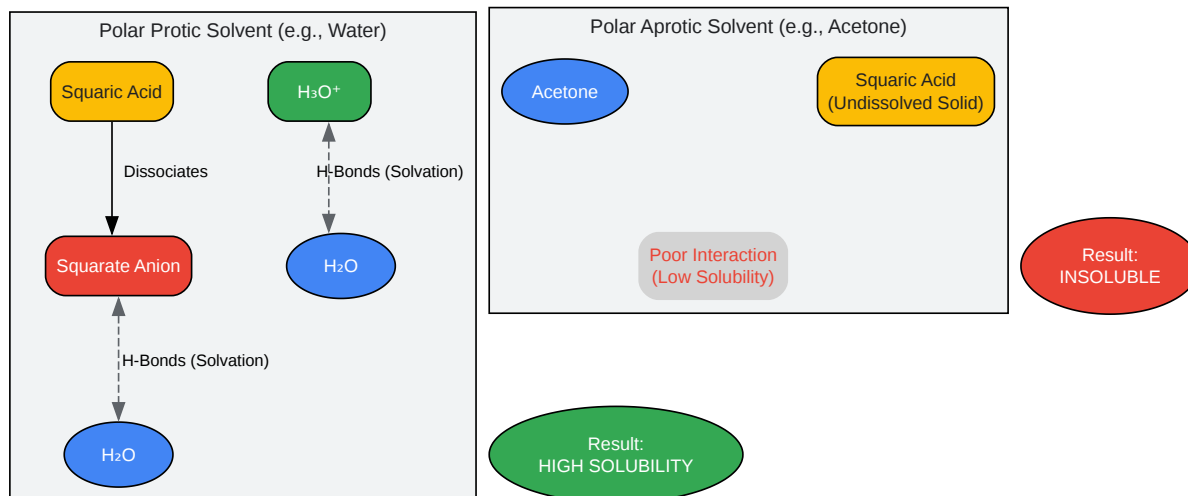 Polar Protic Solvent (e.g., Water)
Squaric Acid
H₃O⁺
Dissociates
H-Bonds (Solvation)
Squarate Anion
H₂O
H-Bonds (Solvation)
H₂O
Polar Aprotic Solvent (e.g., Acetone)
Acetone
Squaric Acid
(Undissolved Solid)
Poor Interaction
(Low Solubility)
Result:
INSOLUBLE
Result:
HIGH SOLUBILITY